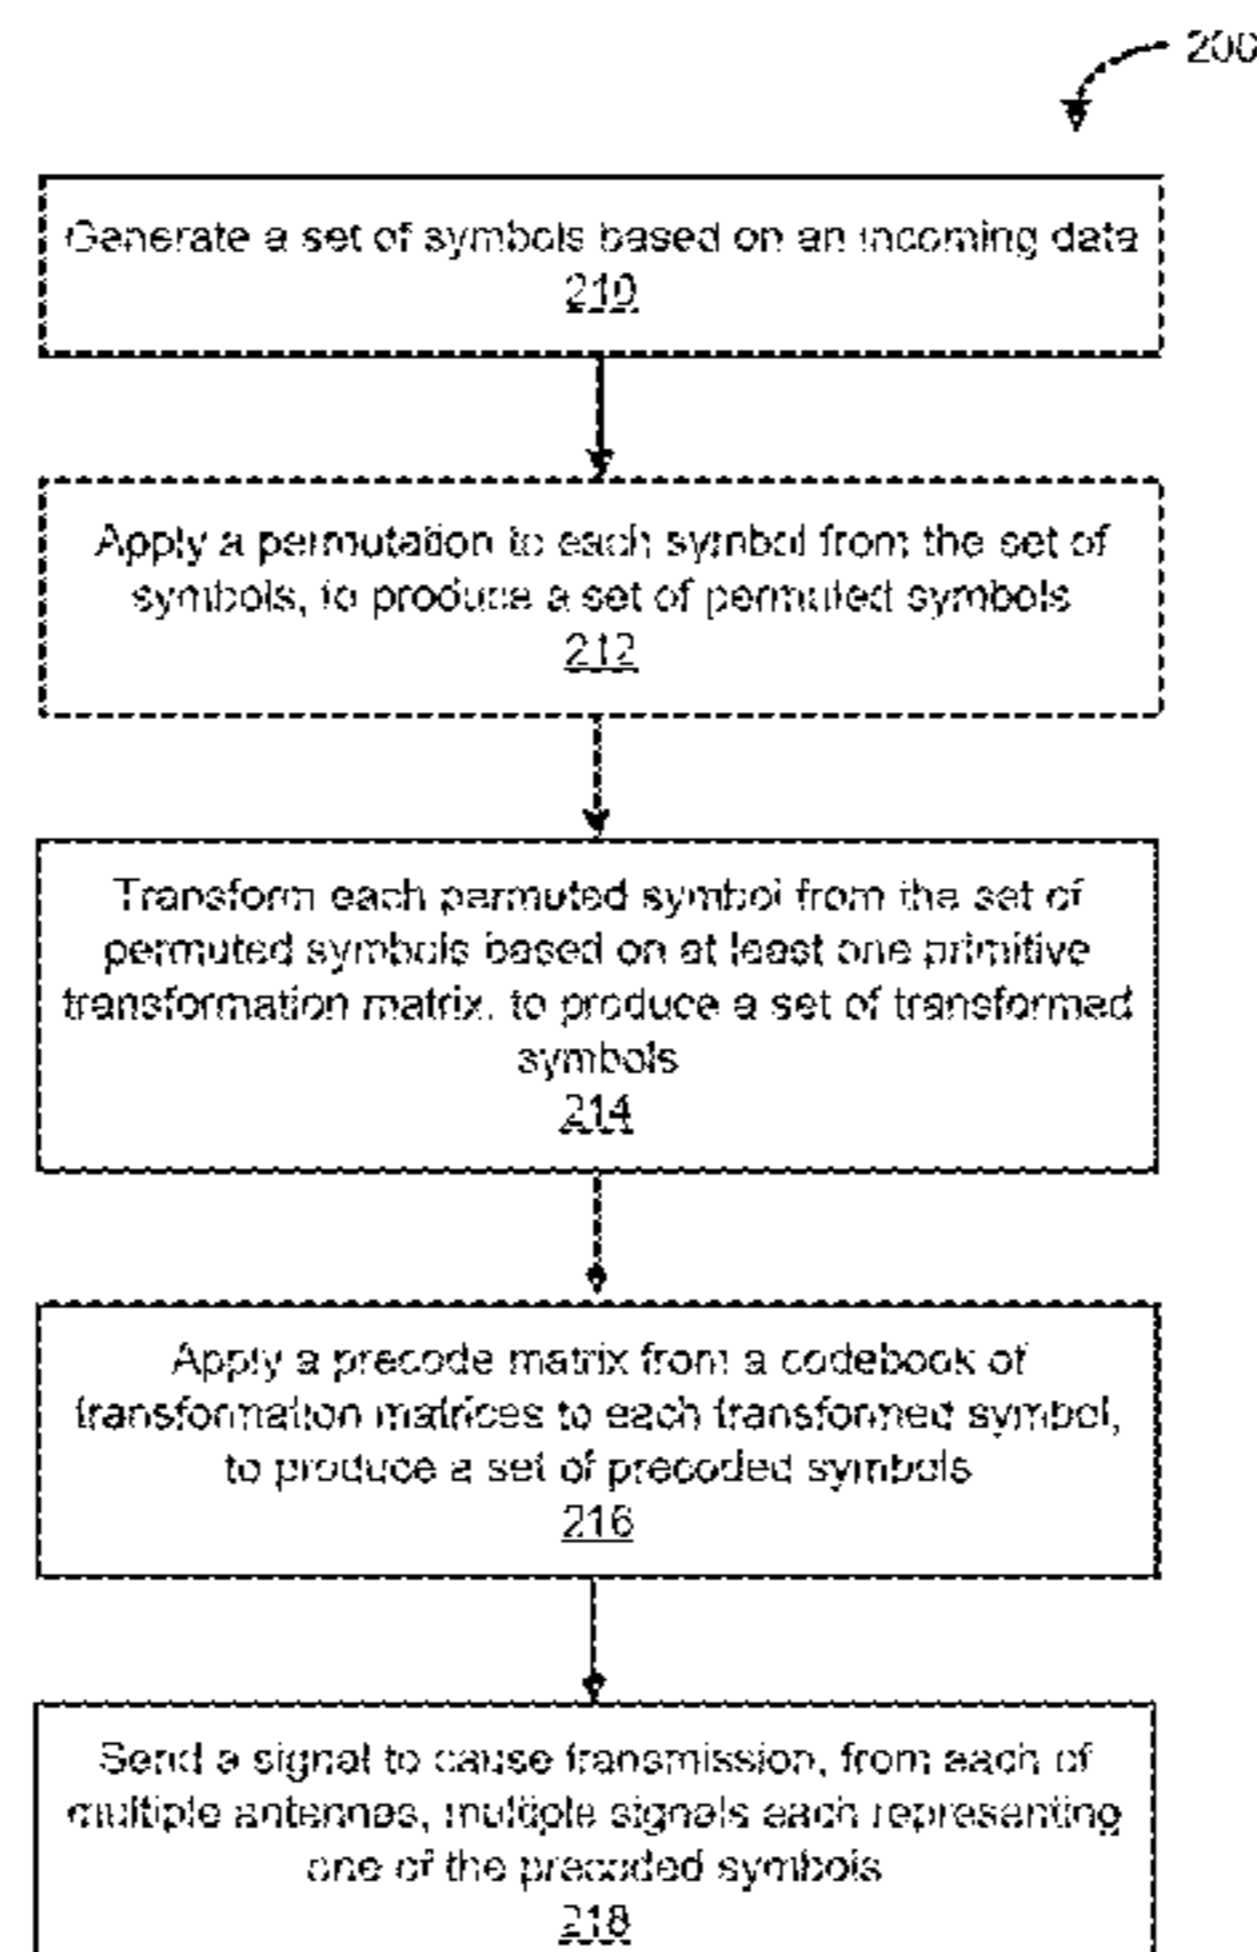 200
Generate a set of symbols based on an incoming data
210
Apply a permutation to each symbol from the set of
symbols, to produce a set of permuted symbols
212
Transform each permuted symbol from the set of
permuted symbols based on at least one primitive
transformation matrix, to produce a set of transformed
symbols
214
Apply a precode matrix from a codebook of
transformation matrices to each transformed symbol,
to produce a set of precoded symbols
216
Send a signal to cause transmission, from each of
multiple antennas, multiple signals each representing
one of the precoded symbols
218